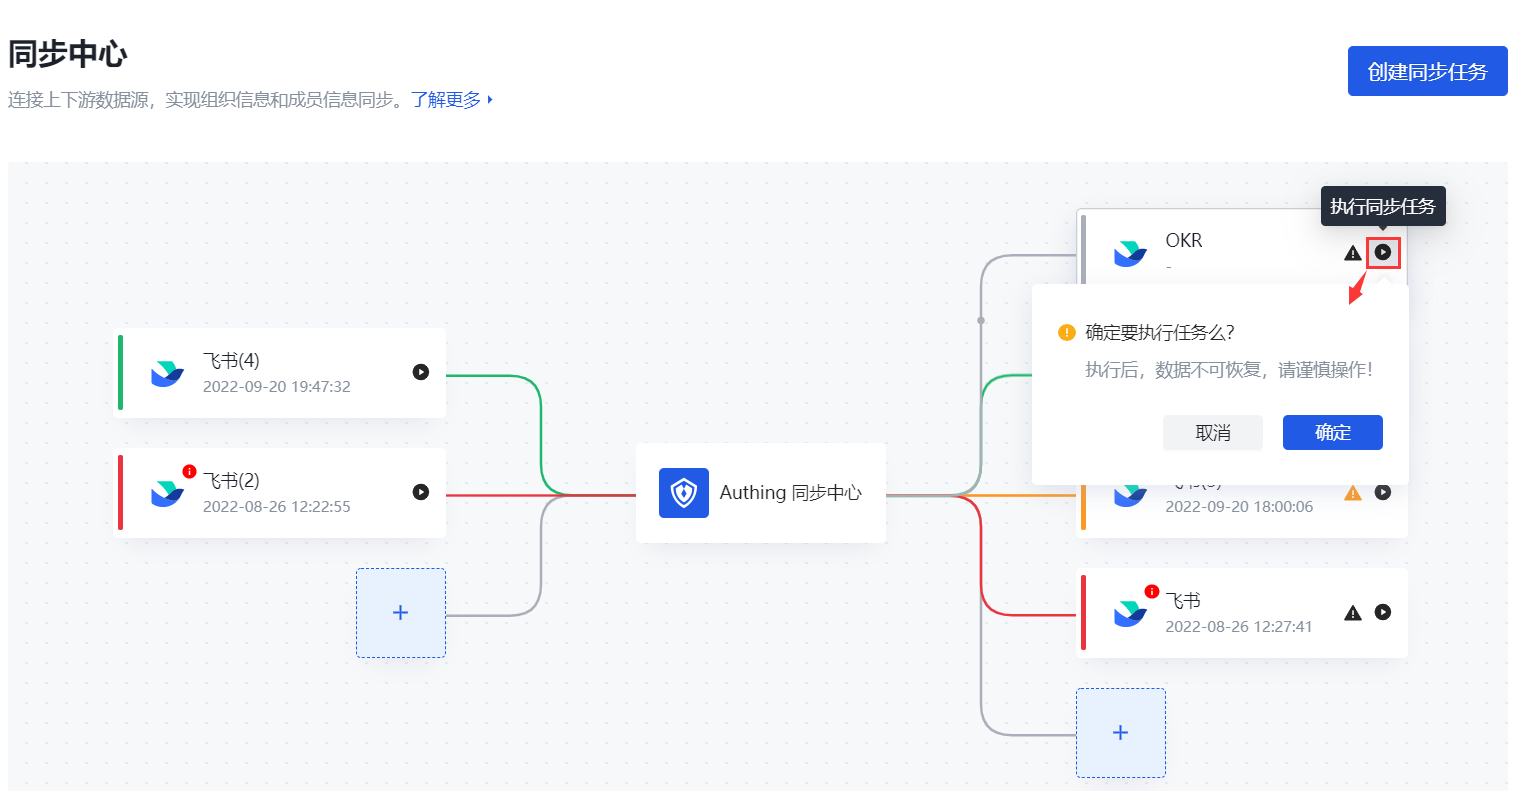 同步中心
创建同步任务
连接上下游数据源，实现组织信息和成员信息同步。了解更多
飞书(4)
2022-09-20 19:47:32
飞书(2)
2022-08-26 12:22:55
Authing 同步中心
执行同步任务
OKR
-
确定要执行任务么？
执行后，数据不可恢复，请谨慎操作！
取消
确定
2022-09-20 18:00:06
飞书
2022-08-26 12:27:41